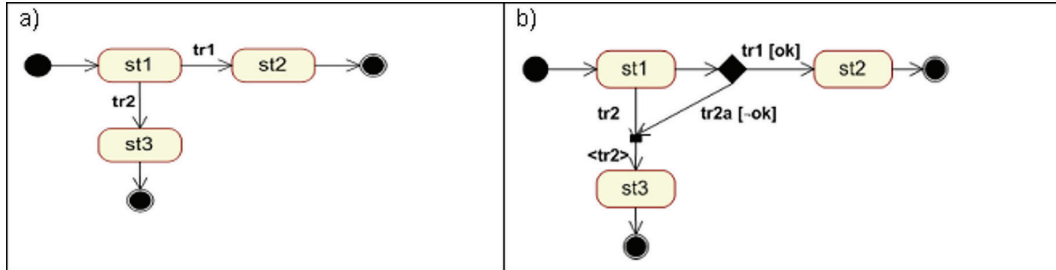 a)
st1
tr1
st2
tr2
st3
b)
st1
tr1 [ok]
st2
tr2
tr2a [¬ok]
<tr2>
st3